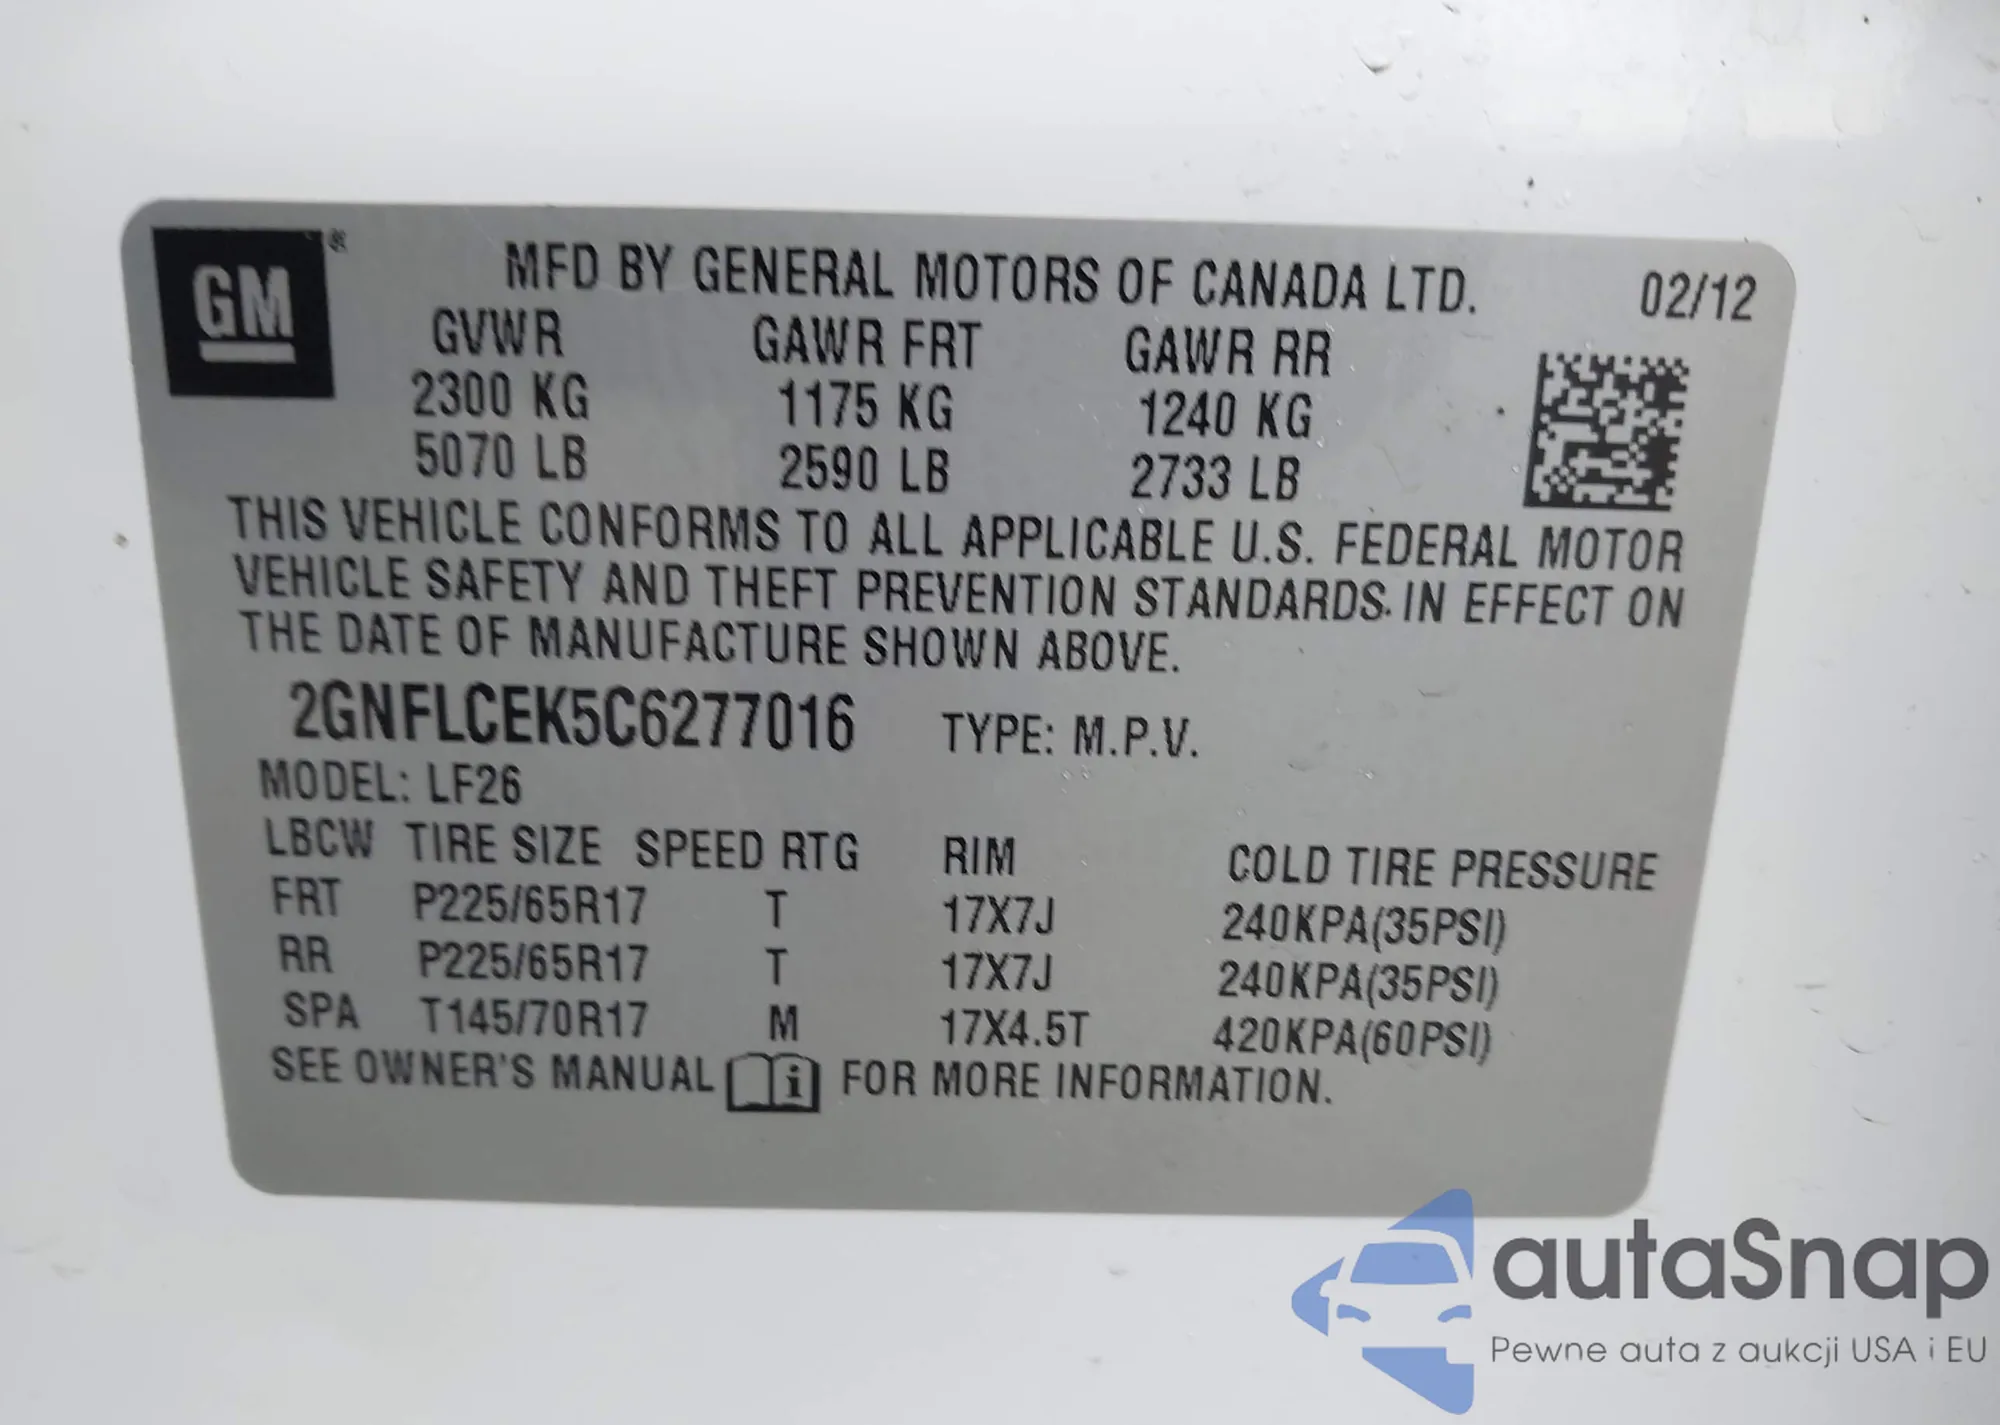 GM ®
MFD BY GENERAL MOTORS OF CANADA LTD. 02/12
GVWR GAWR FRT GAWR RR
2300 KG 1175 KG 1240 KG
5070 LB 2590 LB 2733 LB
THIS VEHICLE CONFORMS TO ALL APPLICABLE U.S. FEDERAL MOTOR
VEHICLE SAFETY AND THEFT PREVENTION STANDARDS IN EFFECT ON
THE DATE OF MANUFACTURE SHOWN ABOVE.
2GNFLCEK5C6277016 TYPE: M.P.V.
MODEL: LF26
LBCW TIRE SIZE SPEED RTG RIM COLD TIRE PRESSURE
FRT P225/65R17 T 17X7J 240KPA(35PSI)
RR P225/65R17 T 17X7J 240KPA(35PSI)
SPA T145/70R17 M 17X4.5T 420KPA(60PSI)
SEE OWNER'S MANUAL i FOR MORE INFORMATION.
autaSnap
Pewne auta z aukcji USA i EU